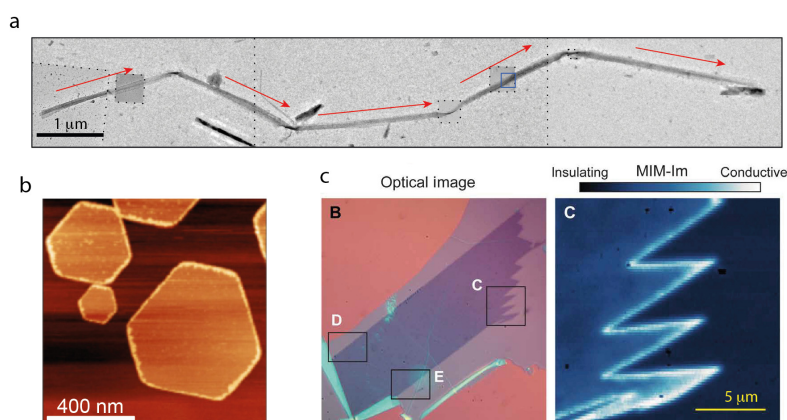 a
1 μm
b
400 nm
c
Optical image
B
C
D
E
Insulating MIM-Im Conductive
C
5 μm